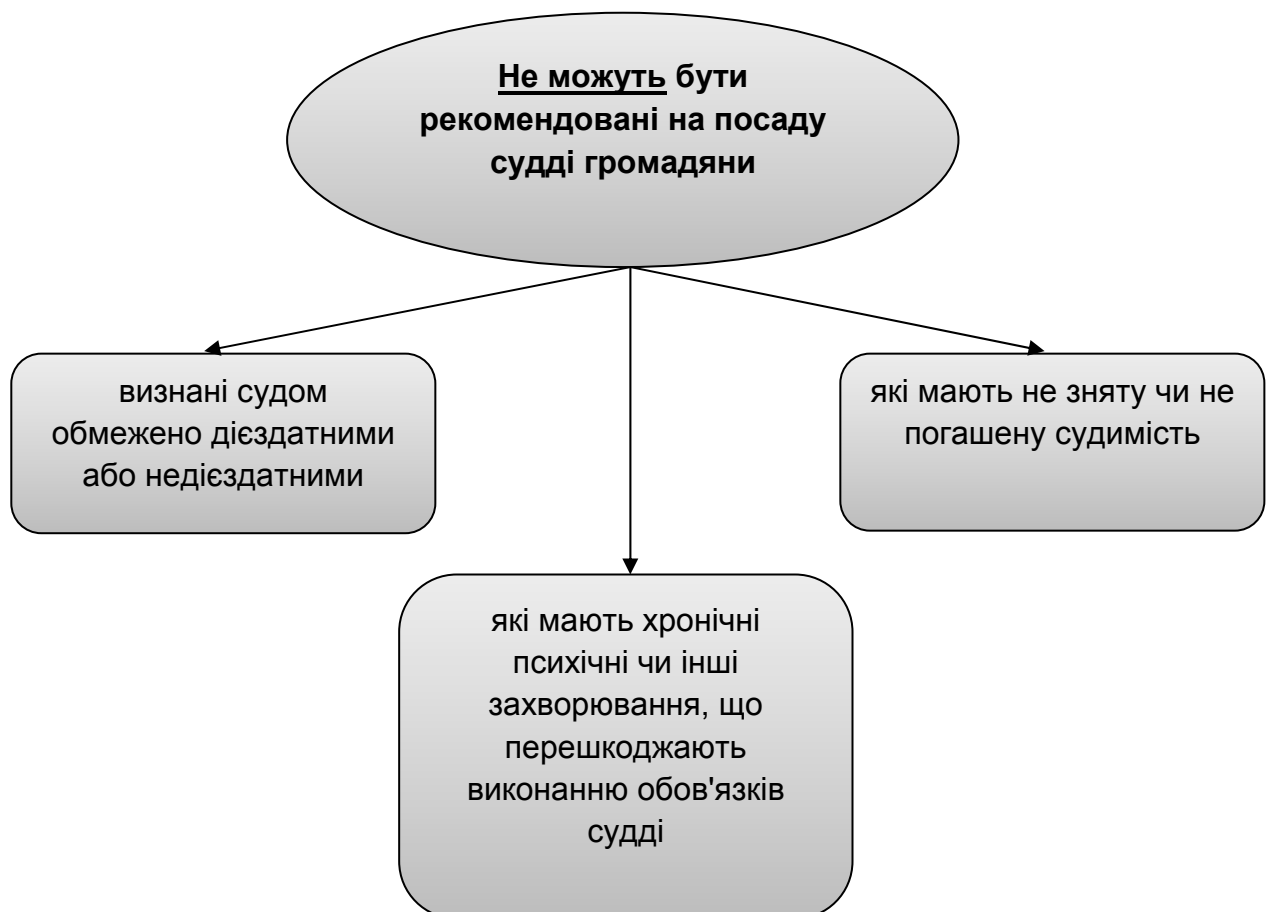 Не можуть бути
рекомендовані на посаду
судді громадяни
визнані судом
обмежено дієздатними
або недієздатними
які мають не зняту чи не
погашену судимість
які мають хронічні
психічні чи інші
захворювання, що
перешкоджають
виконанню обов'язків
судді